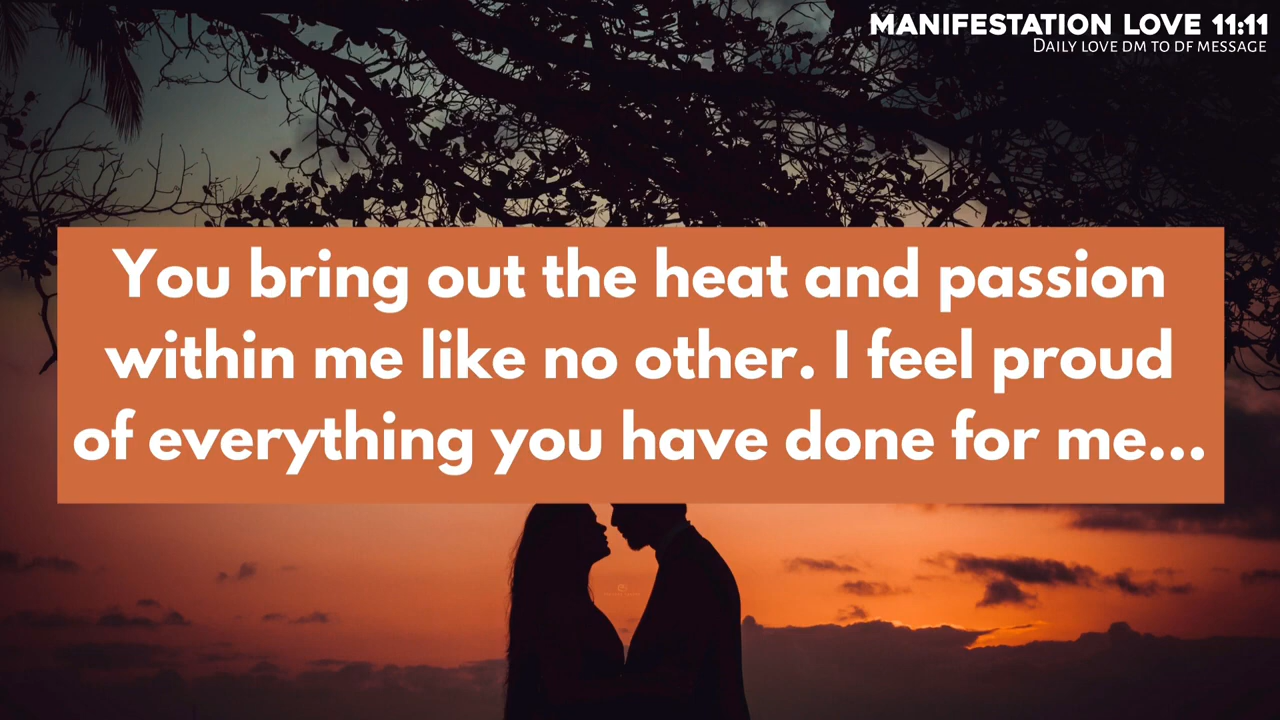 MANIFESTATION LOVE 11:11
DAILY LOVE DM TO DF MESSAGE
You bring out the heat and passion
within me like no other. I feel proud
of everything you have done for me...